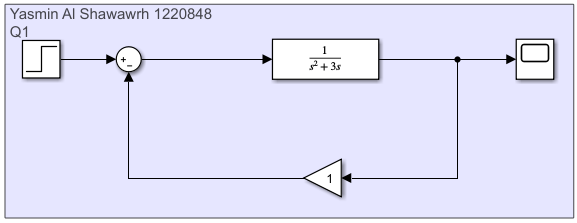 Yasmin Al Shawawrh 1220848
Q1
+
−
1
s² + 3s
1